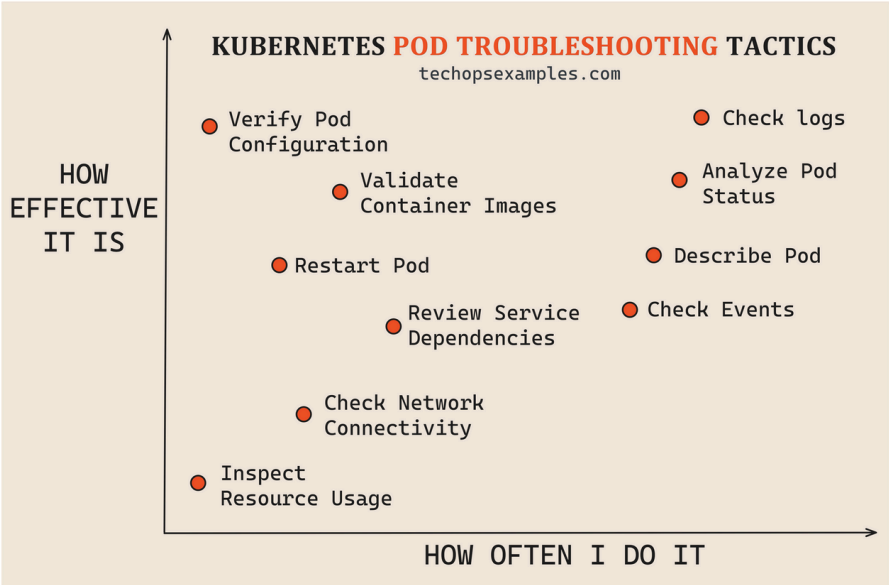 KUBERNETES POD TROUBLESHOOTING TACTICS
techopsexamples.com
HOW
EFFECTIVE
IT IS
Verify Pod
Configuration
Check logs
Validate
Container Images
Analyze Pod
Status
Restart Pod
Describe Pod
Review Service
Dependencies
Check Events
Check Network
Connectivity
Inspect
Resource Usage
HOW OFTEN I DO IT